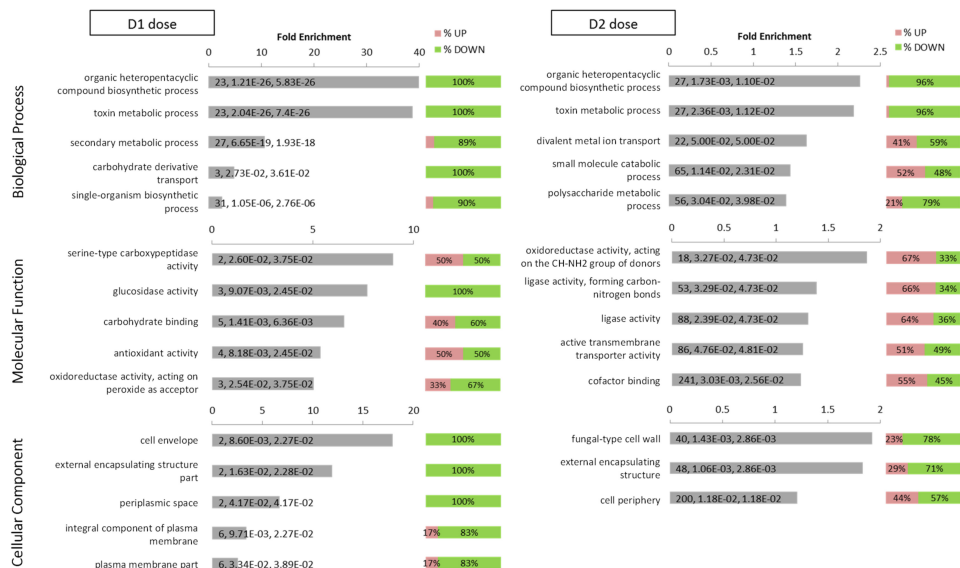 D1 dose
Fold Enrichment
% UP
% DOWN
0 10 20 30 40
Biological Process
organic heteropentacyclic
compound biosynthetic process
23, 1.21E-26, 5.83E-26
100%
toxin metabolic process
23, 2.04E-26, 7.4E-26
100%
secondary metabolic process
27, 6.65E-19, 1.93E-18
89%
carbohydrate derivative
transport
3, 2.73E-02, 3.61E-02
100%
single-organism biosynthetic
process
31, 1.05E-06, 2.76E-06
90%
Molecular Function
0 5 10
serine-type carboxypeptidase
activity
2, 2.60E-02, 3.75E-02
50% 50%
glucosidase activity
3, 9.07E-03, 2.45E-02
100%
carbohydrate binding
5, 1.41E-03, 6.36E-03
40% 60%
antioxidant activity
4, 8.18E-03, 2.45E-02
50% 50%
oxidoreductase activity, acting on
peroxide as acceptor
3, 2.54E-02, 3.75E-02
33% 67%
Cellular Component
0 5 10 15 20
cell envelope
2, 8.60E-03, 2.27E-02
100%
external encapsulating structure
part
2, 1.63E-02, 2.28E-02
100%
periplasmic space
2, 4.17E-02, 4.17E-02
100%
integral component of plasma
membrane
6, 9.71E-03, 2.27E-02
17% 83%
plasma membrane part
6, 3.34E-02, 3.89E-02
17% 83%
D2 dose
Fold Enrichment
% UP
% DOWN
0 0.5 1 1.5 2 2.5
organic heteropentacyclic
compound biosynthetic process
27, 1.73E-03, 1.10E-02
96%
toxin metabolic process
27, 2.36E-03, 1.12E-02
96%
divalent metal ion transport
22, 5.00E-02, 5.00E-02
41% 59%
small molecule catabolic
process
65, 1.14E-02, 2.31E-02
52% 48%
polysaccharide metabolic
process
56, 3.04E-02, 3.98E-02
21% 79%
0 0.5 1 1.5 2
oxidoreductase activity, acting
on the CH-NH2 group of donors
18, 3.27E-02, 4.73E-02
67% 33%
ligase activity, forming carbon-
nitrogen bonds
53, 3.29E-02, 4.73E-02
66% 34%
ligase activity
88, 2.39E-02, 4.73E-02
64% 36%
active transmembrane
transporter activity
86, 4.76E-02, 4.81E-02
51% 49%
cofactor binding
241, 3.03E-03, 2.56E-02
55% 45%
0 0.5 1 1.5 2
fungal-type cell wall
40, 1.43E-03, 2.86E-03
23% 78%
external encapsulating
structure
48, 1.06E-03, 2.86E-03
29% 71%
cell periphery
200, 1.18E-02, 1.18E-02
44% 57%